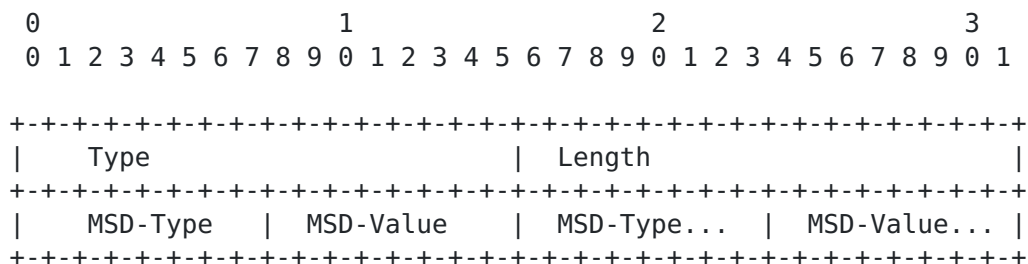 0                   1                   2                   3
0 1 2 3 4 5 6 7 8 9 0 1 2 3 4 5 6 7 8 9 0 1 2 3 4 5 6 7 8 9 0 1
+-+-+-+-+-+-+-+-+-+-+-+-+-+-+-+-+-+-+-+-+-+-+-+-+-+-+-+-+-+-+-+-+
|    Type                       |  Length                       |
+-+-+-+-+-+-+-+-+-+-+-+-+-+-+-+-+-+-+-+-+-+-+-+-+-+-+-+-+-+-+-+-+
|    MSD-Type   |  MSD-Value    |  MSD-Type...  |  MSD-Value... |
+-+-+-+-+-+-+-+-+-+-+-+-+-+-+-+-+-+-+-+-+-+-+-+-+-+-+-+-+-+-+-+-+